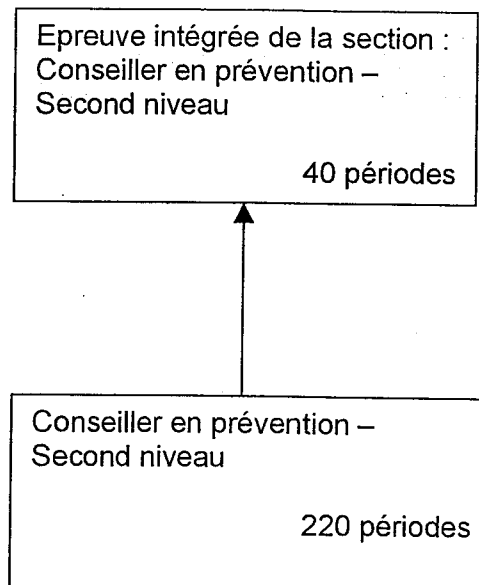 Epreuve intégrée de la section :
Conseiller en prévention –
Second niveau
40 périodes
Conseiller en prévention –
Second niveau
220 périodes